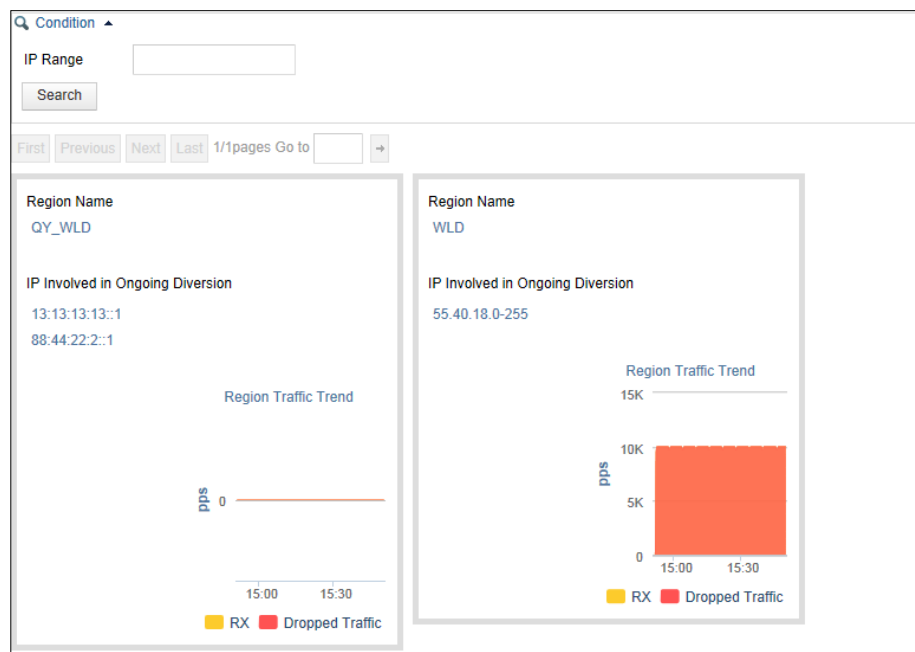 Condition
IP Range
Search
First Previous Next Last 1/1pages Go to
Region Name
QY_WLD
IP Involved in Ongoing Diversion
13:13:13:13::1
88:44:22:2::1
Region Traffic Trend
pps
0
15:00 15:30
RX Dropped Traffic
Region Name
WLD
IP Involved in Ongoing Diversion
55.40.18.0-255
Region Traffic Trend
15K
10K
pps
5K
0
15:00 15:30
RX Dropped Traffic